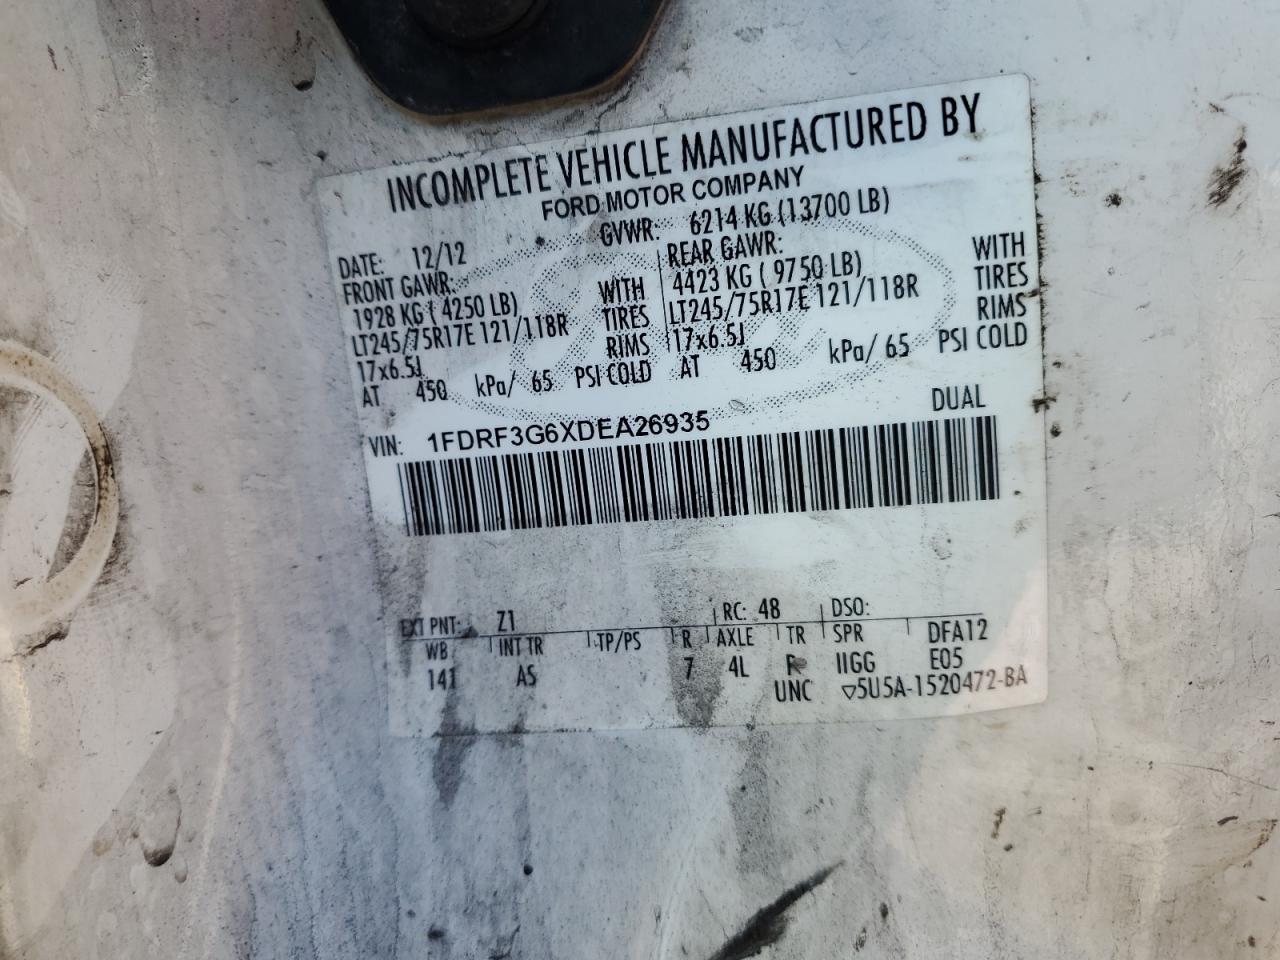 INCOMPLETE VEHICLE MANUFACTURED BY
FORD MOTOR COMPANY
DATE: 12/12 GVWR: 6214 KG (13700 LB)
FRONT GAWR: REAR GAWR:
1928 KG ( 4250 LB) WITH 4423 KG ( 9750 LB) WITH
LT245/75R17E 121/118R TIRES LT245/75R17E 121/118R TIRES
17x6.5J RIMS 17x6.5J RIMS
AT 450 kPa/ 65 PSI COLD AT 450 kPa/ 65 PSI COLD
VIN: 1FDRF3G6XDEA26935 DUAL
EXT PNT: Z1 RC: 48 DSO:
WB INT TR TP/PS R AXLE TR SPR DFA12
141 AS 7 4L IIGG E05
UNC ▽5U5A-1520472-BA